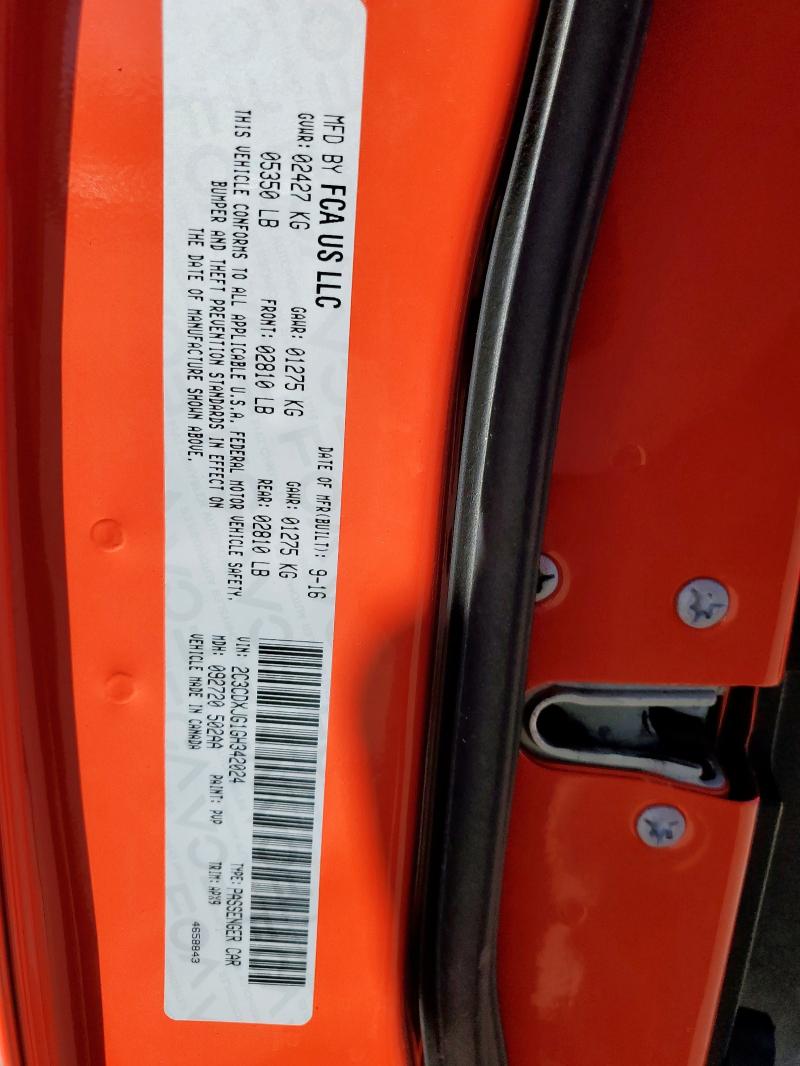 MFD BY FCA US LLC
DATE OF MFR(BUILT): 9-16
GVWR: 02427 KG GAWR: 01275 KG GAWR: 01275 KG
05350 LB FRONT: 02810 LB REAR: 02810 LB
THIS VEHICLE CONFORMS TO ALL APPLICABLE U.S.A. FEDERAL MOTOR VEHICLE SAFETY,
BUMPER AND THEFT PREVENTION STANDARDS IN EFFECT ON
THE DATE OF MANUFACTURE SHOWN ABOVE.
VIN: 2C3CDXJG1GH342024 TYPE: PASSENGER CAR
MDH: 092720 502AA PAINT: PVP TRIM: APX9
VEHICLE MADE IN CANADA 4658843